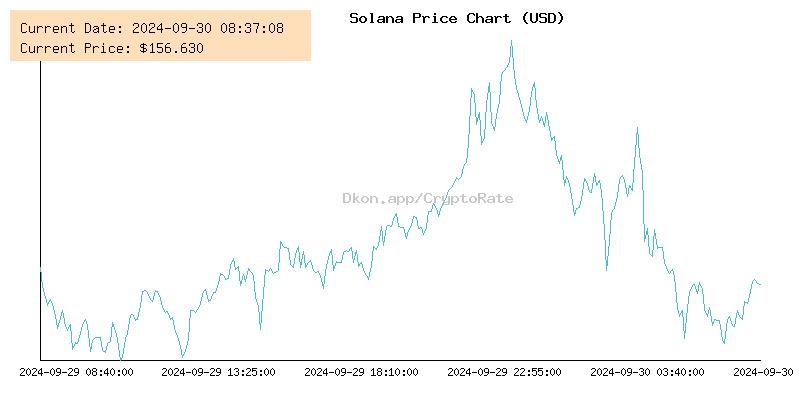 Solana Price Chart (USD)
Current Date: 2024-09-30 08:37:08
Current Price: $156.630
Dkon.app/CryptoRate
2024-09-29 08:40:00
2024-09-29 13:25:00
2024-09-29 18:10:00
2024-09-29 22:55:00
2024-09-30 03:40:00
2024-09-30